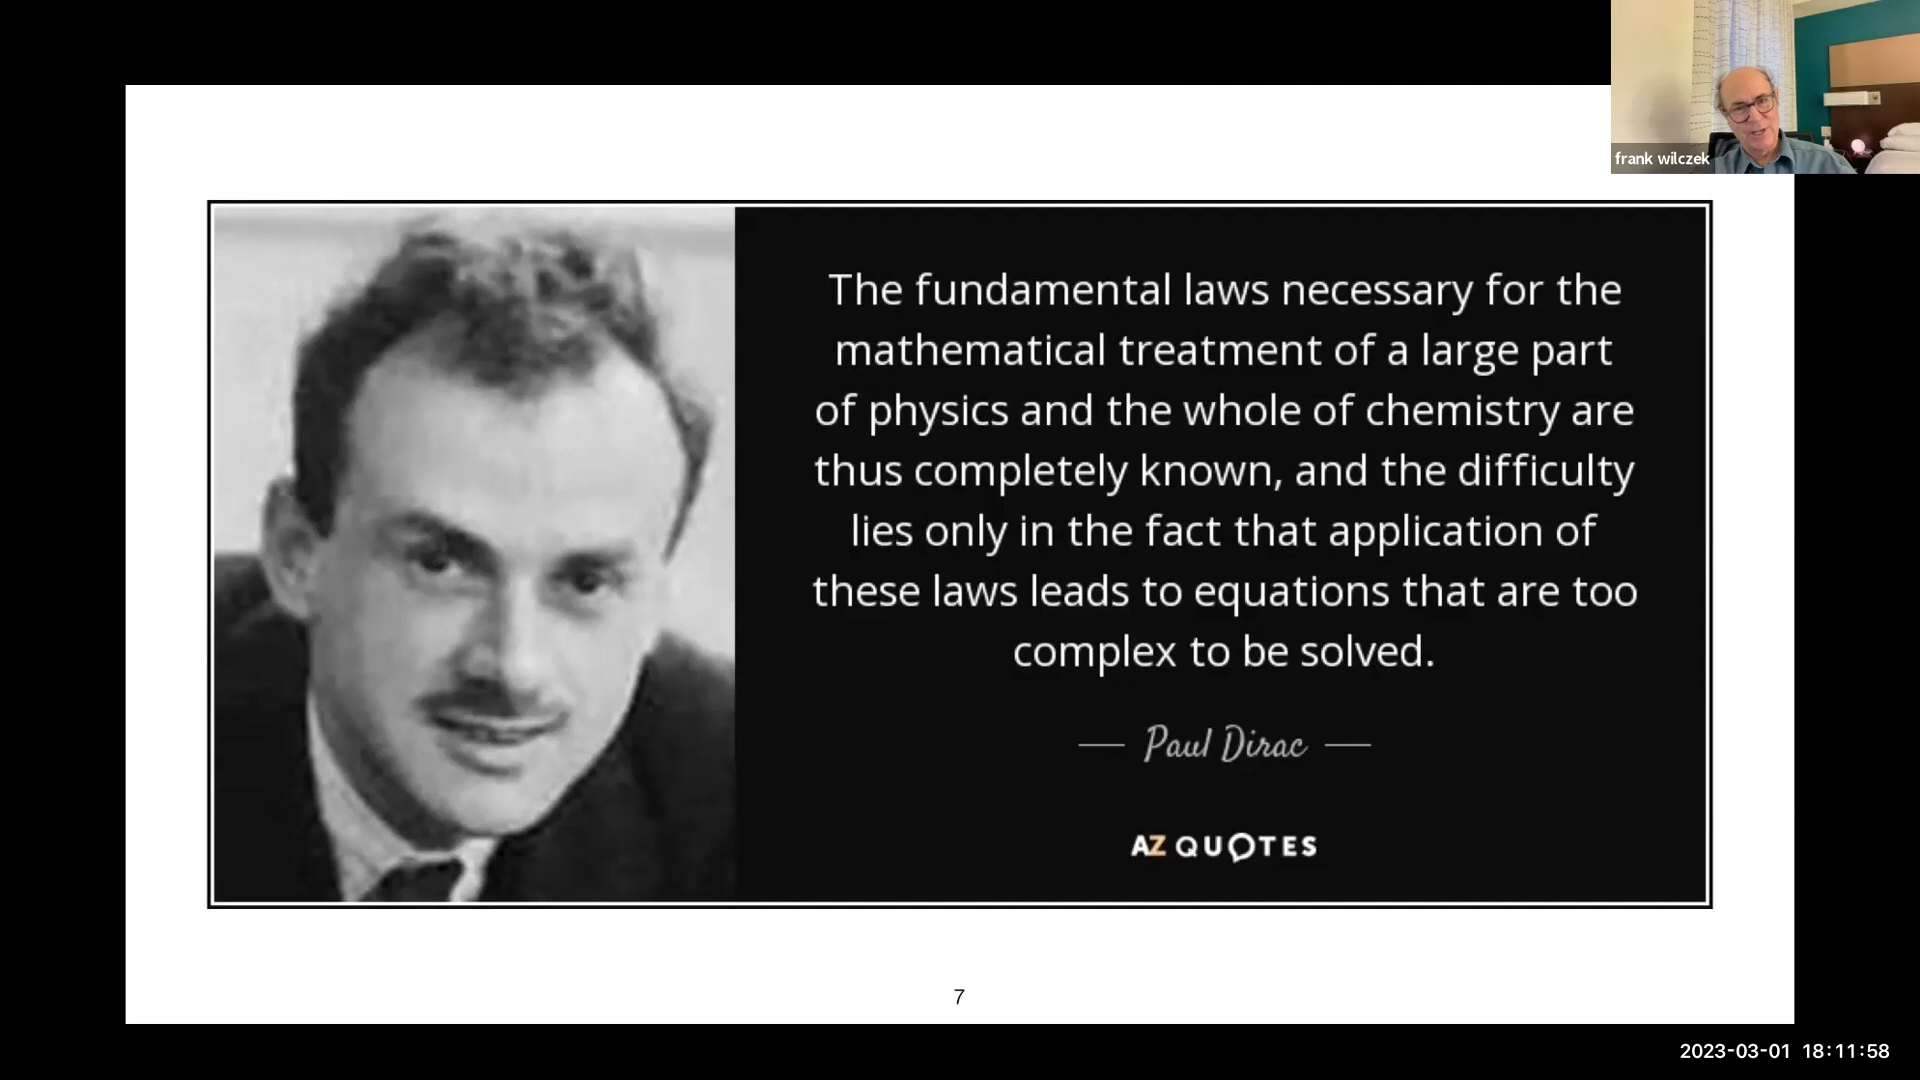 frank wilczek
The fundamental laws necessary for the
mathematical treatment of a large part
of physics and the whole of chemistry are
thus completely known, and the difficulty
lies only in the fact that application of
these laws leads to equations that are too
complex to be solved.
Paul Dirac
AZ QUOTES
7
2023-03-01 18:11:58